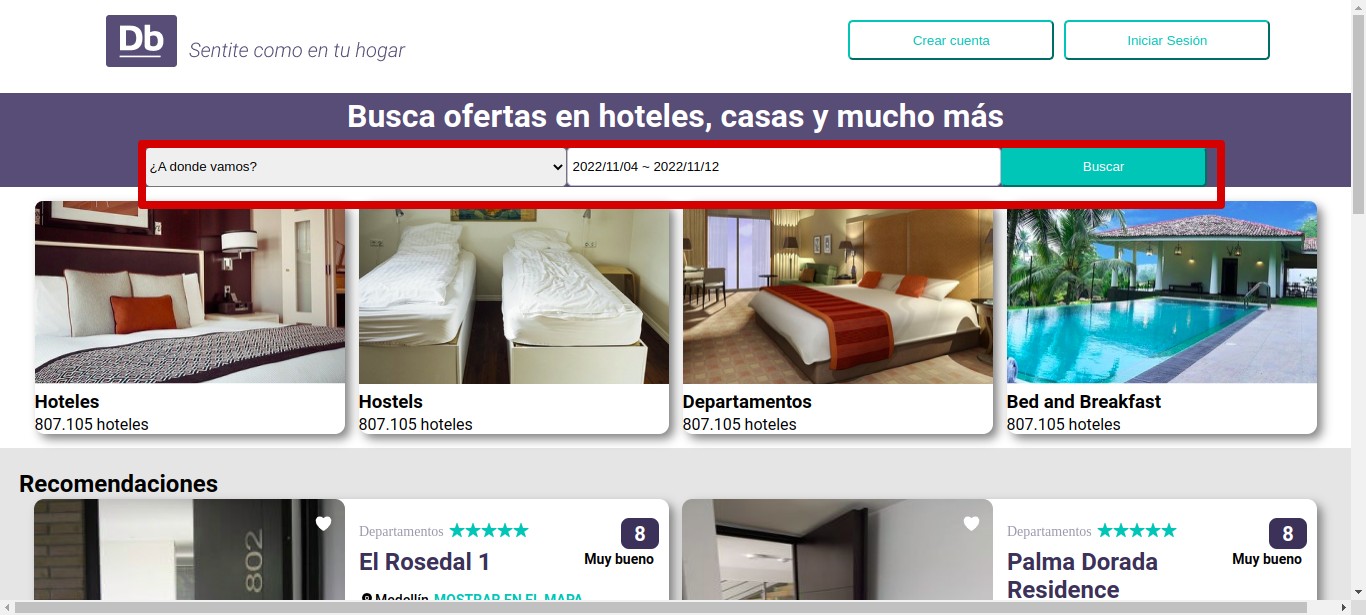 Db
Sentite como en tu hogar
Crear cuenta
Iniciar Sesión
Busca ofertas en hoteles, casas y mucho más
¿A donde vamos?
2022/11/04 ~ 2022/11/12
Buscar
Hoteles
807.105 hoteles
Hostels
807.105 hoteles
Departamentos
807.105 hoteles
Bed and Breakfast
807.105 hoteles
Recomendaciones
802
Departamentos
8
El Rosedal 1
Muy bueno
Medellín MOSTRAR EN EL MAPA
Departamentos
8
Palma Dorada
Residence
Muy bueno